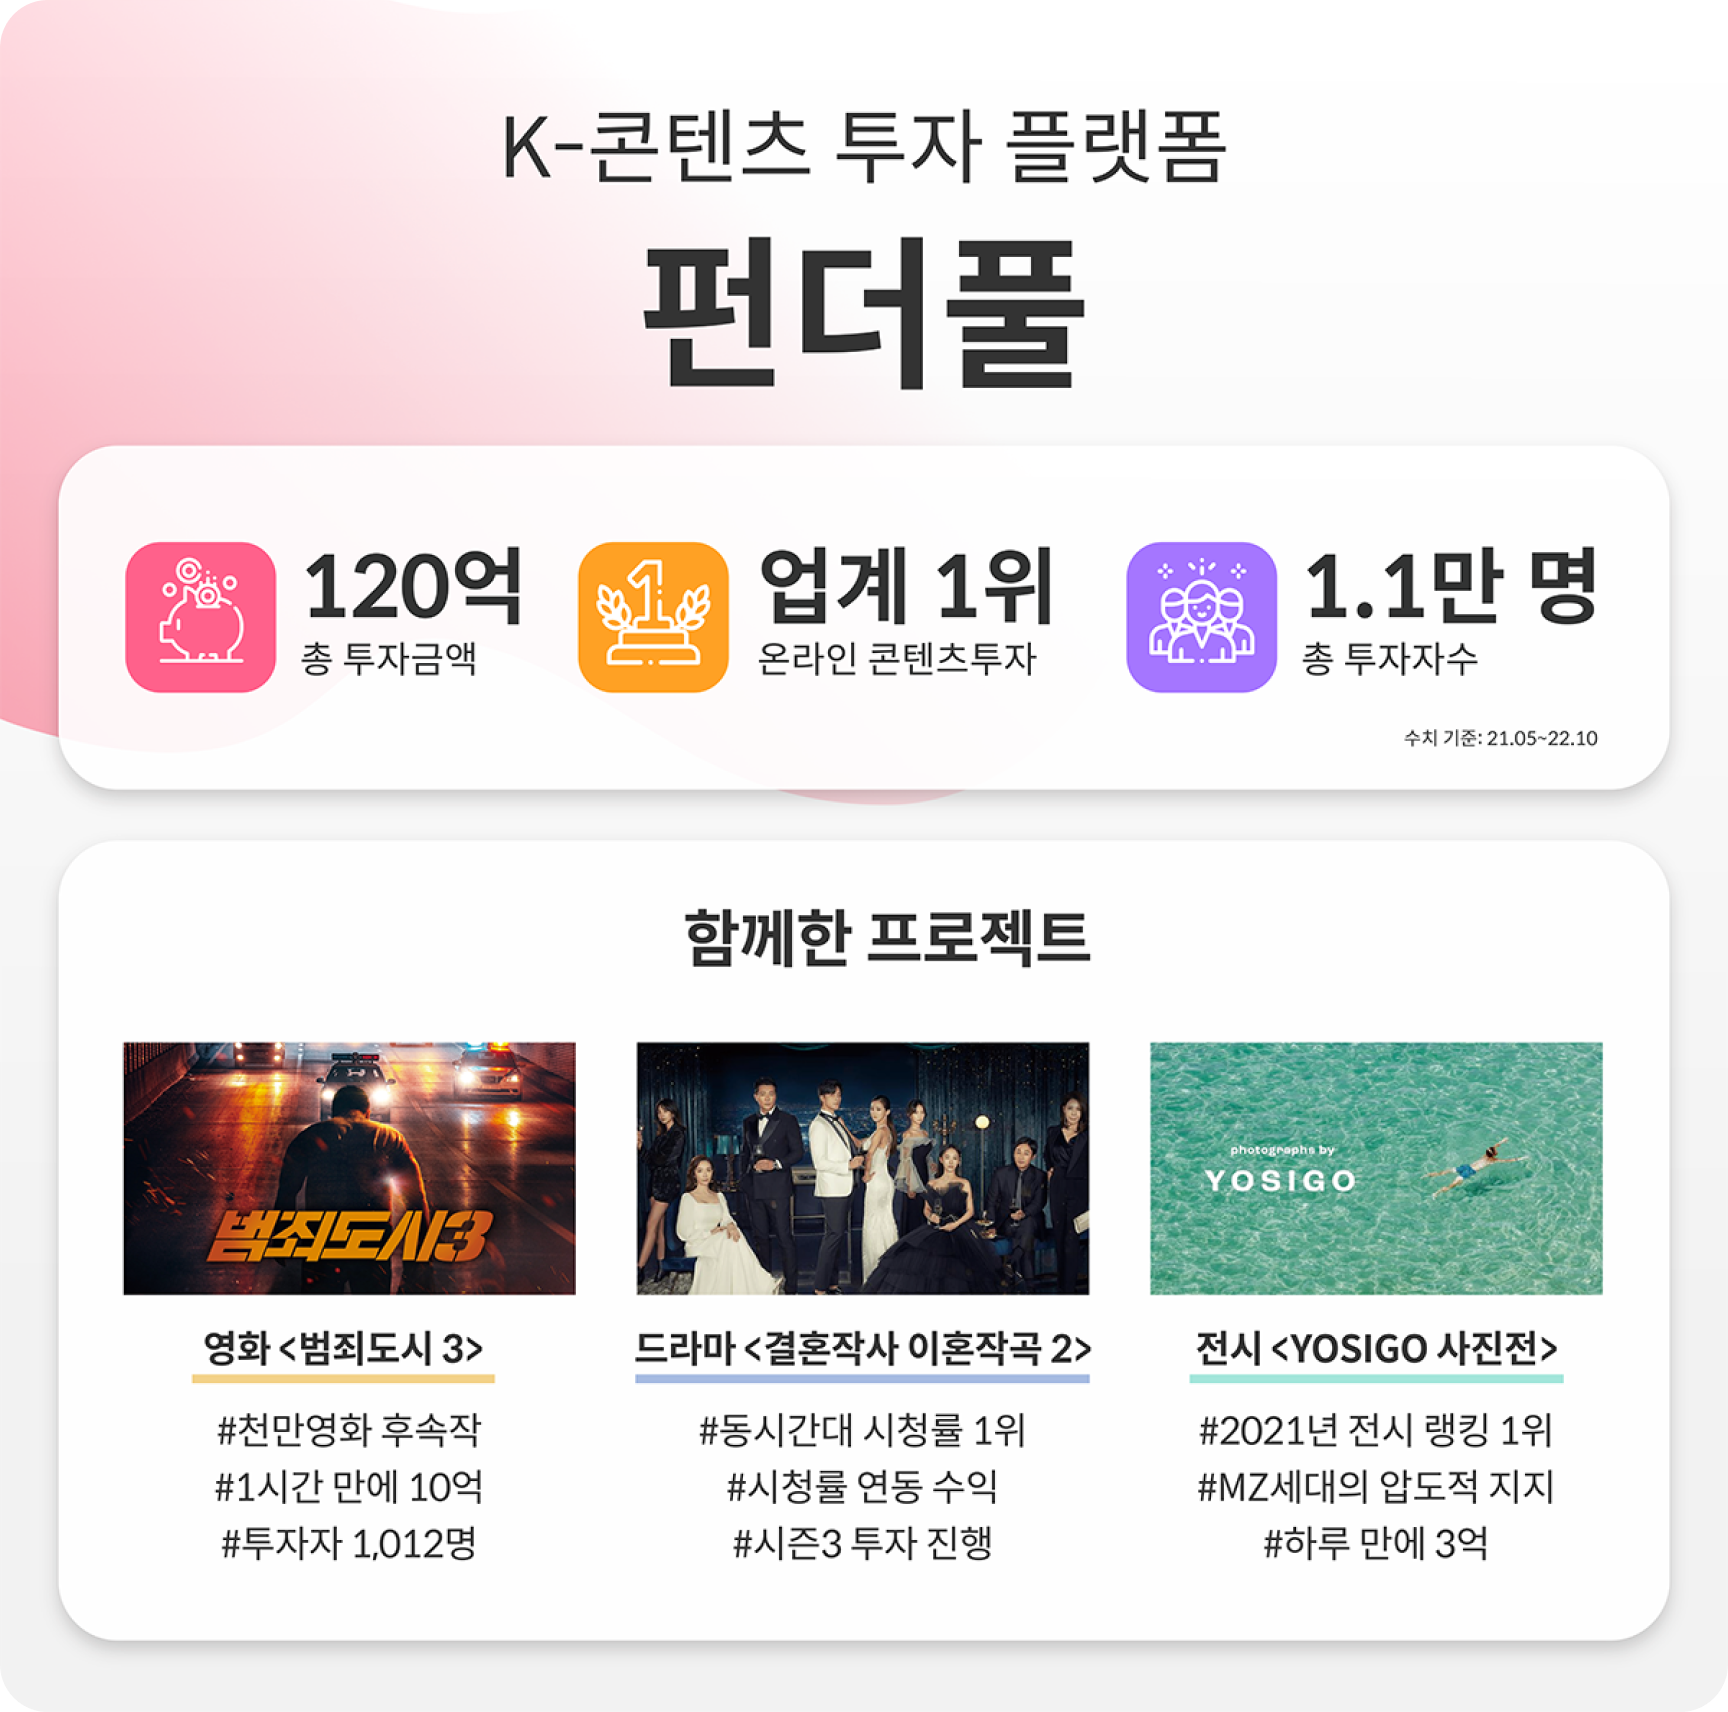 K-콘텐츠 투자 플랫폼
펀더풀
120억
총 투자금액
업계 1위
온라인 콘텐츠투자
1.1만 명
총 투자자수
수치 기준: 21.05~22.10
함께한 프로젝트
범죄도시3
photographs by
YOSIGO
영화 <범죄도시 3>
#천만영화 후속작
#1시간 만에 10억
#투자자 1,012명
드라마 <결혼작사 이혼작곡 2>
#동시간대 시청률 1위
#시청률 연동 수익
#시즌3 투자 진행
전시 <YOSIGO 사진전>
#2021년 전시 랭킹 1위
#MZ세대의 압도적 지지
#하루 만에 3억